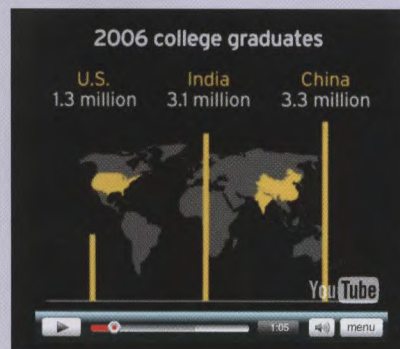 2006 college graduates
U.S. India China
1.3 million 3.1 million 3.3 million
YouTube
1:05 menu